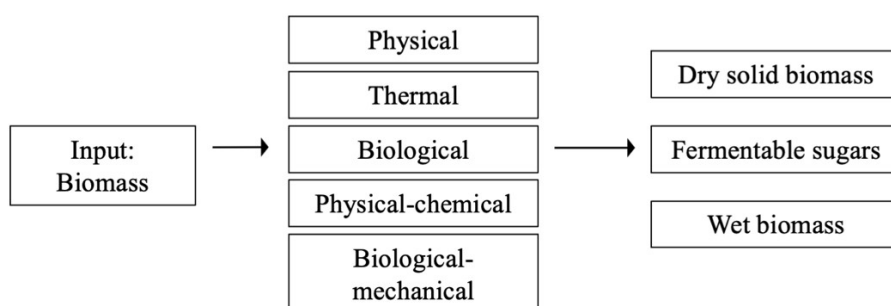 Input:
Biomass
Physical
Thermal
Biological
Physical-chemical
Biological-
mechanical
Dry solid biomass
Fermentable sugars
Wet biomass